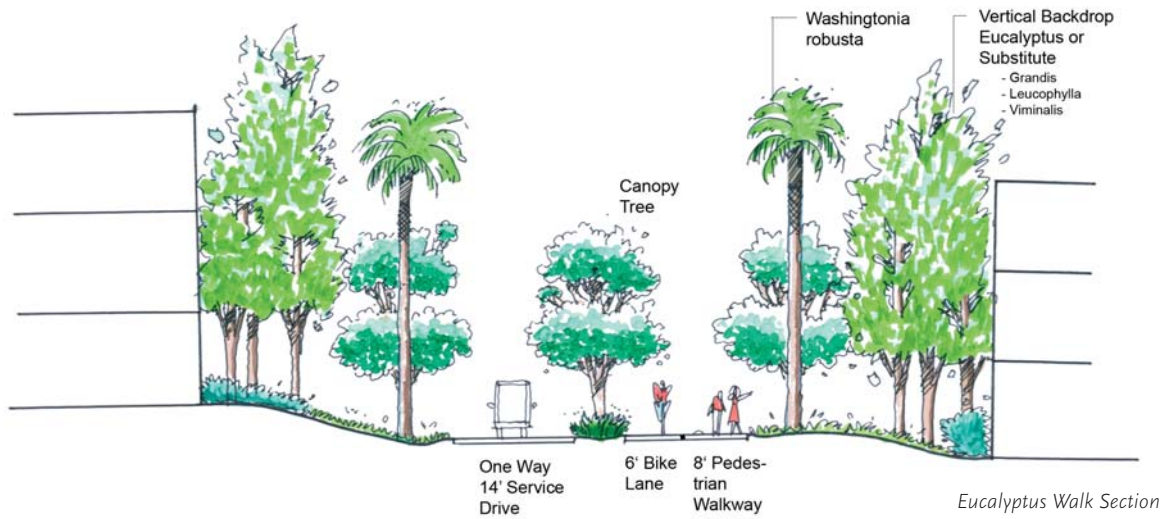 Washingtonia
robusta
Vertical Backdrop
Eucalyptus or
Substitute
- Grandis
- Leucophylla
- Viminalis
Canopy
Tree
One Way
14' Service
Drive
6' Bike
Lane
8' Pedes-
trian
Walkway
Eucalyptus Walk Section